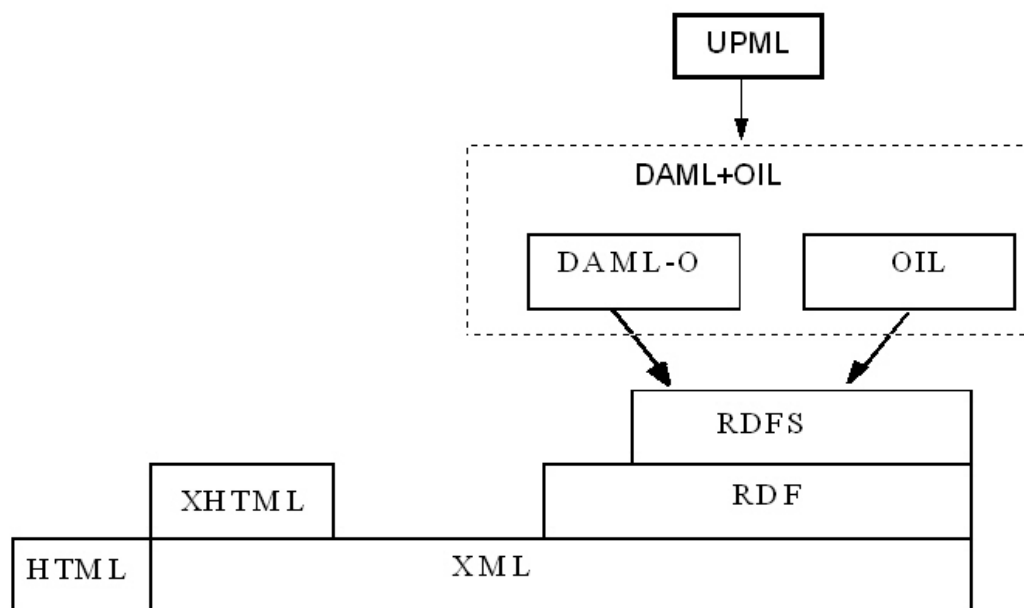 UPML
DAML+OIL
DAML-O
OIL
RDFS
XHTML
RDF
HTML
XML